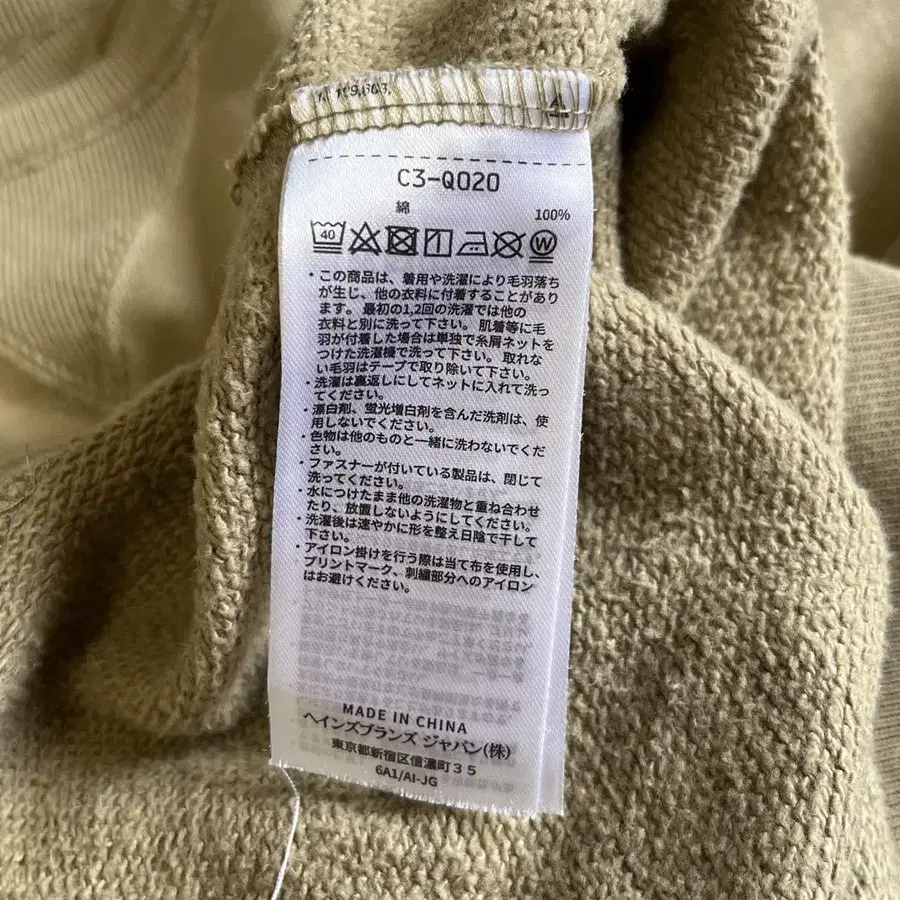 C3-Q020
綿 100%
40
W
・この商品は、着用や洗濯により毛羽落ち
が生じ、他の衣料に付着することがあり
ます。最初の1,2回の洗濯では他の
衣料と別に洗って下さい。肌着等に毛
羽が付着した場合は単独で糸屑ネットを
つけた洗濯機で洗って下さい。取れな
い毛羽はテープで取り除いて下さい。
・洗濯は裏返しにしてネットに入れて洗っ
てください。
・漂白剤、蛍光増白剤を含んだ洗剤は、使
用しないでください。
・色物は他のものと一緒に洗わないでくだ
さい。
・ファスナーが付いている製品は、閉じて
洗ってください。
・水につけたまま他の洗濯物と重ね合わせ
たり、放置しないようにしてください。
・洗濯後は速やかに形を整え日陰で干して
下さい。
・アイロン掛けを行う際は当て布を使用し、
プリントマーク、刺繍部分へのアイロン
はお避けください。
MADE IN CHINA
ヘインズブランズ ジャパン(株)
東京都新宿区信濃町35
6A1/AI-JG